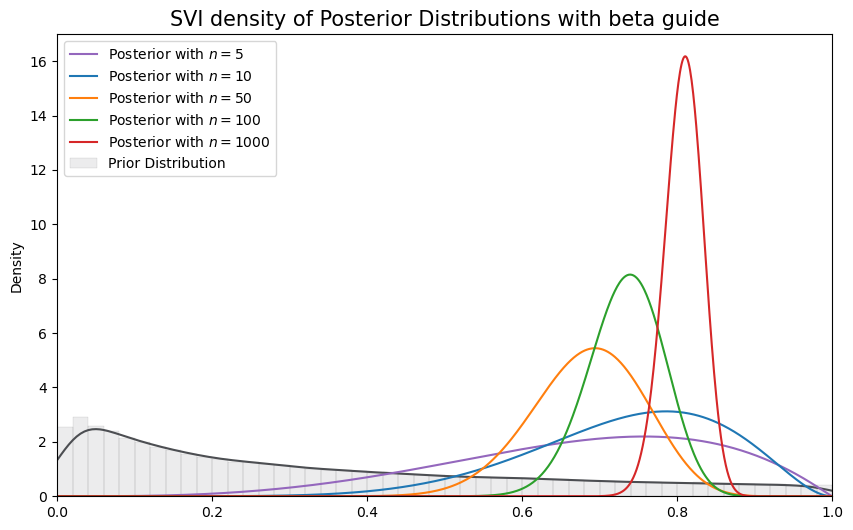 SVI density of Posterior Distributions with beta guide
Posterior with n = 5
Posterior with n = 10
Posterior with n = 50
Posterior with n = 100
Posterior with n = 1000
Prior Distribution
Density
16
14
12
10
8
6
4
2
0
0.0 0.2 0.4 0.6 0.8 1.0